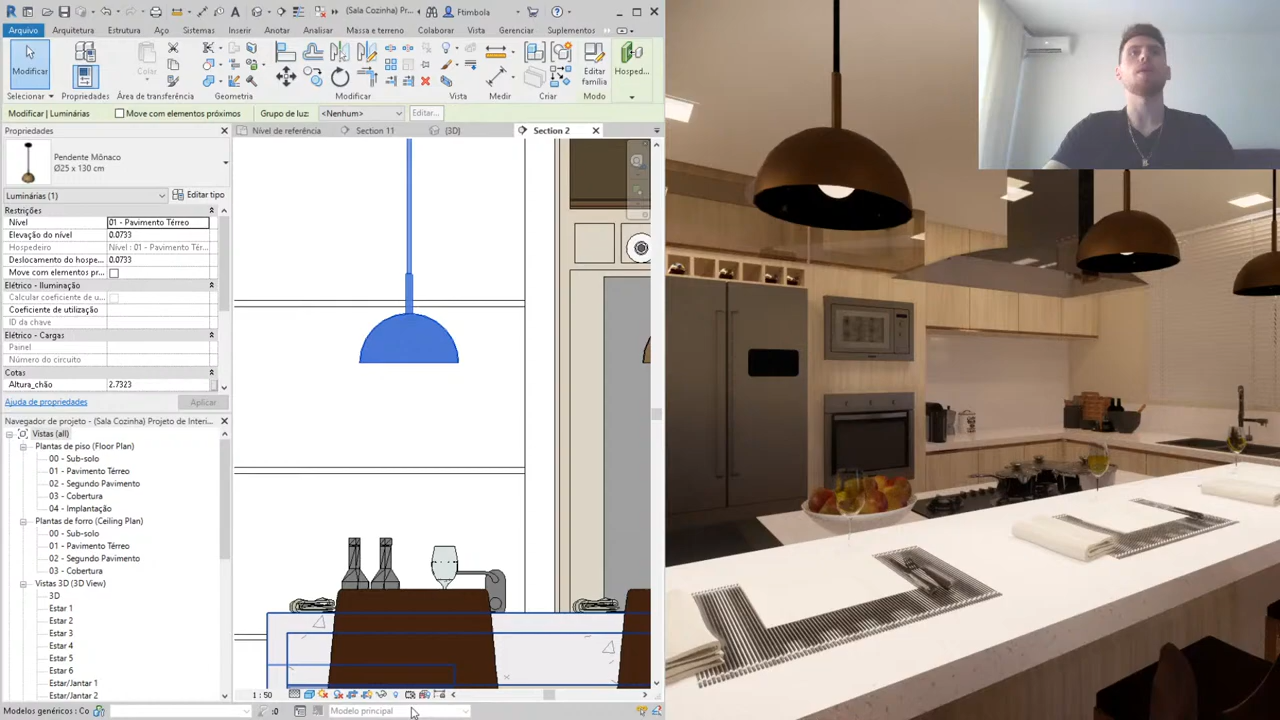 (Sala Cozinha) Pr...
Ftimbola
Arquivo
Arquitetura
Estrutura
Aço
Sistemas
Inserir
Anotar
Analisar
Massa e terreno
Colaborar
Vista
Gerenciar
Suplementos
Modificar
Colar
Editar família
Hosped...
Selecionar
Propriedades
Área de transferência
Geometria
Modificar
Vista
Medir
Criar
Modo
Modificar | Luminárias
Move com elementos próximos
Grupo de luz:
<Nenhum>
Editar...
Propriedades
Nível de referência
Section 11
(3D)
Section 2
Pendente Mônaco
Ø25 x 130 cm
Luminárias (1)
Editar tipo
Restrições
Nível 01 - Pavimento Térreo
Elevação do nível 0.0733
Hospedeiro Nível : 01 - Pavimento Tér...
Deslocamento do hospe... 0.0733
Move com elementos pr...
Elétrico - Iluminação
Calcular coeficiente de u...
Coeficiente de utilização
ID da chave
Elétrico - Cargas
Painel
Número do circuito
Cotas
Altura_chão 2.7323
Ajuda de propriedades
Aplicar
Navegador de projeto - (Sala Cozinha) Projeto de Interi...
Vistas (all)
Plantas de piso (Floor Plan)
00 - Sub-solo
01 - Pavimento Térreo
02 - Segundo Pavimento
03 - Cobertura
04 - Implantação
Plantas de forro (Ceiling Plan)
00 - Sub-solo
01 - Pavimento Térreo
02 - Segundo Pavimento
03 - Cobertura
Vistas 3D (3D View)
3D
Estar 1
Estar 2
Estar 3
Estar 4
Estar 5
Estar 6
Estar/Jantar 1
Estar/Jantar 2
1 : 50
Modelos genéricos : Co
:0
Modelo principal